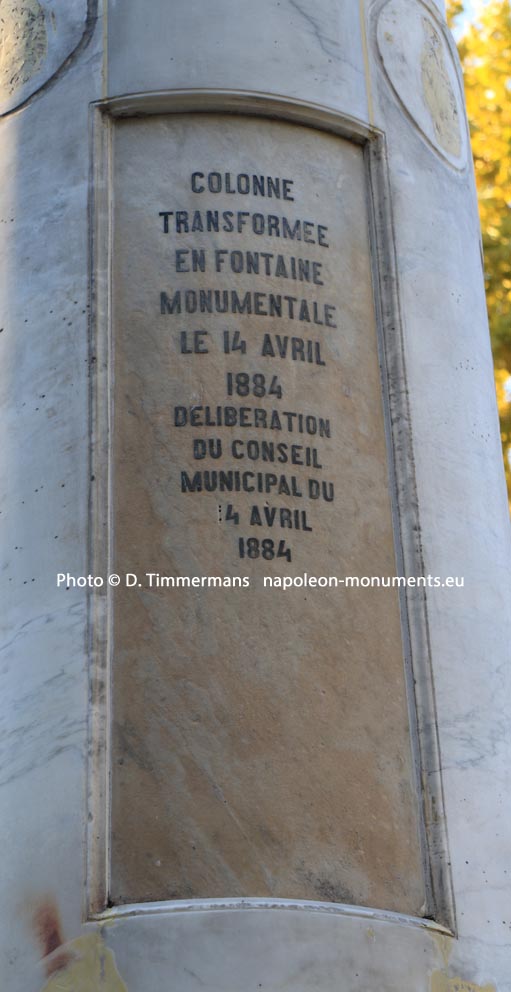 COLONNE
TRANSFORMEE
EN FONTAINE
MONUMENTALE
LE 14 AVRIL
1884
DELIBERATION
DU CONSEIL
MUNICIPAL DU
14 AVRIL
1884
Photo © D. Timmermans napoleon-monuments.eu